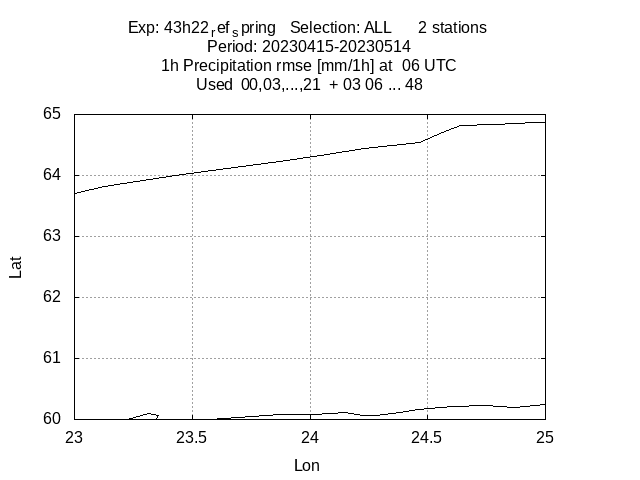 Exp: 43h22refspring   Selection: ALL      2 stations
Period: 20230415-20230514
1h Precipitation rmse [mm/1h] at  06 UTC
Used  00,03,...,21  + 03 06 ... 48
65
64
63
62
61
60
Lat
23 23.5 24 24.5 25
Lon